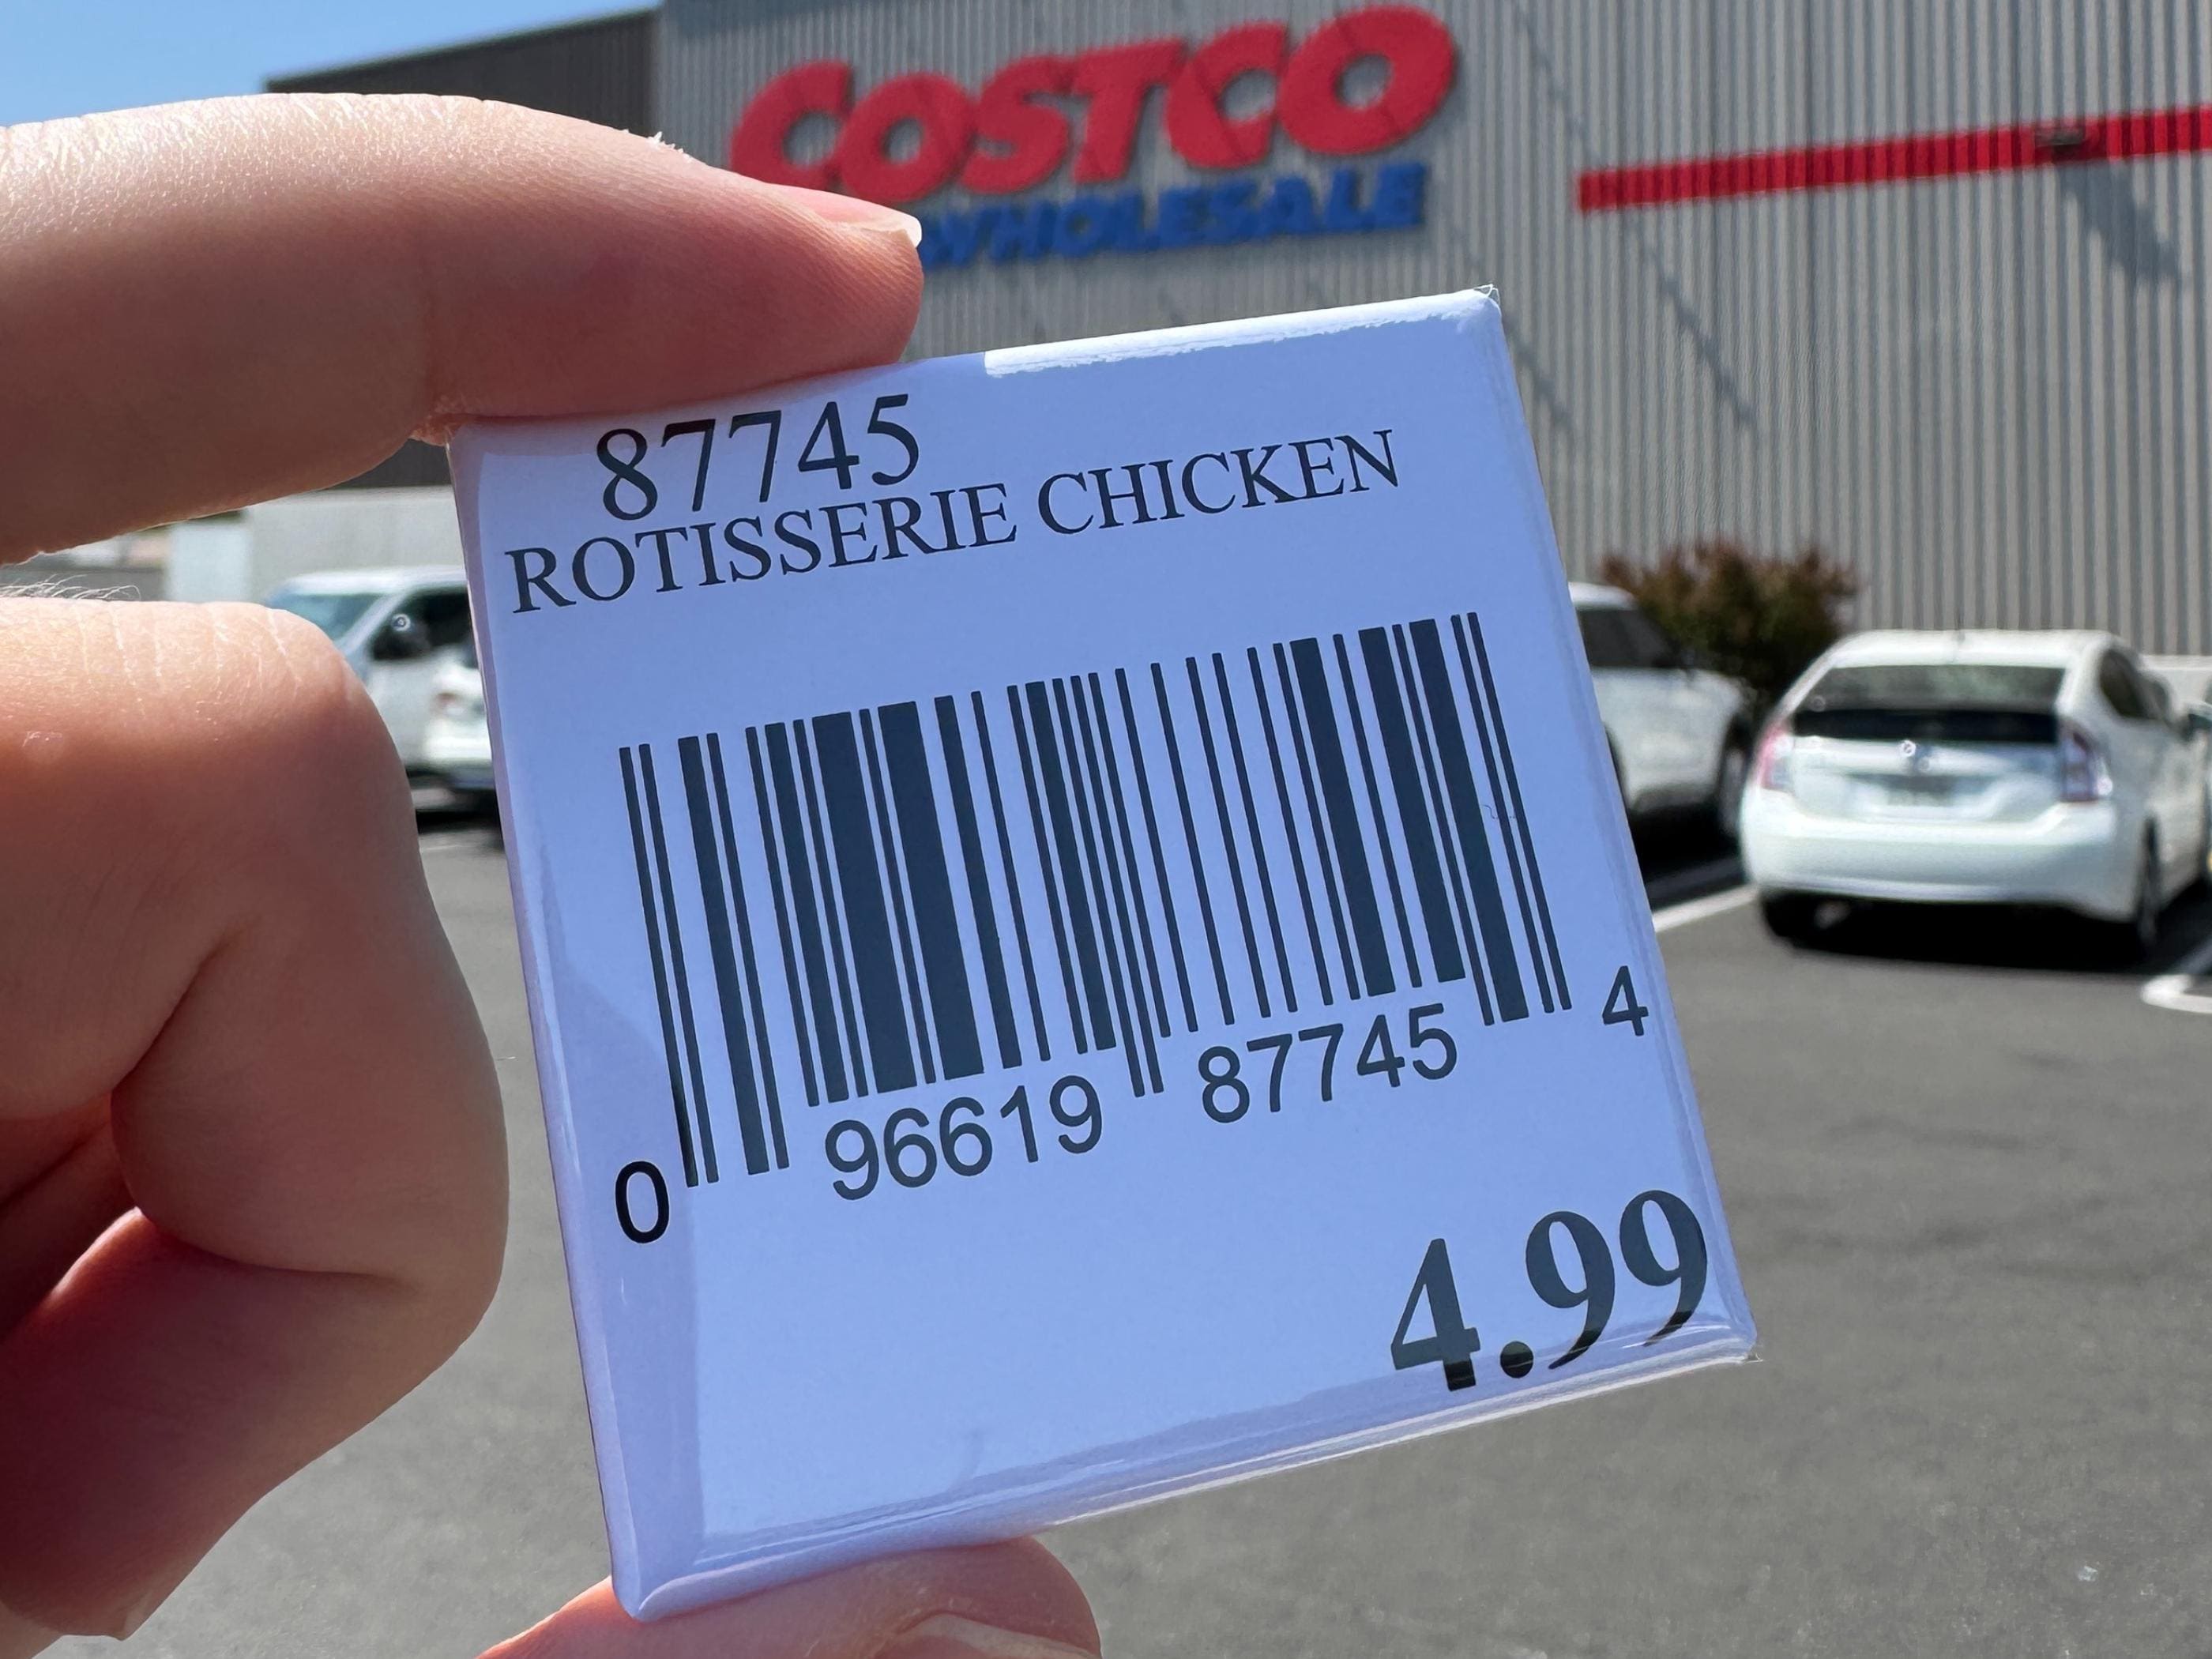 COSTCO
WHOLESALE
87745
ROTISSERIE CHICKEN
0 96619 87745 4
4.99